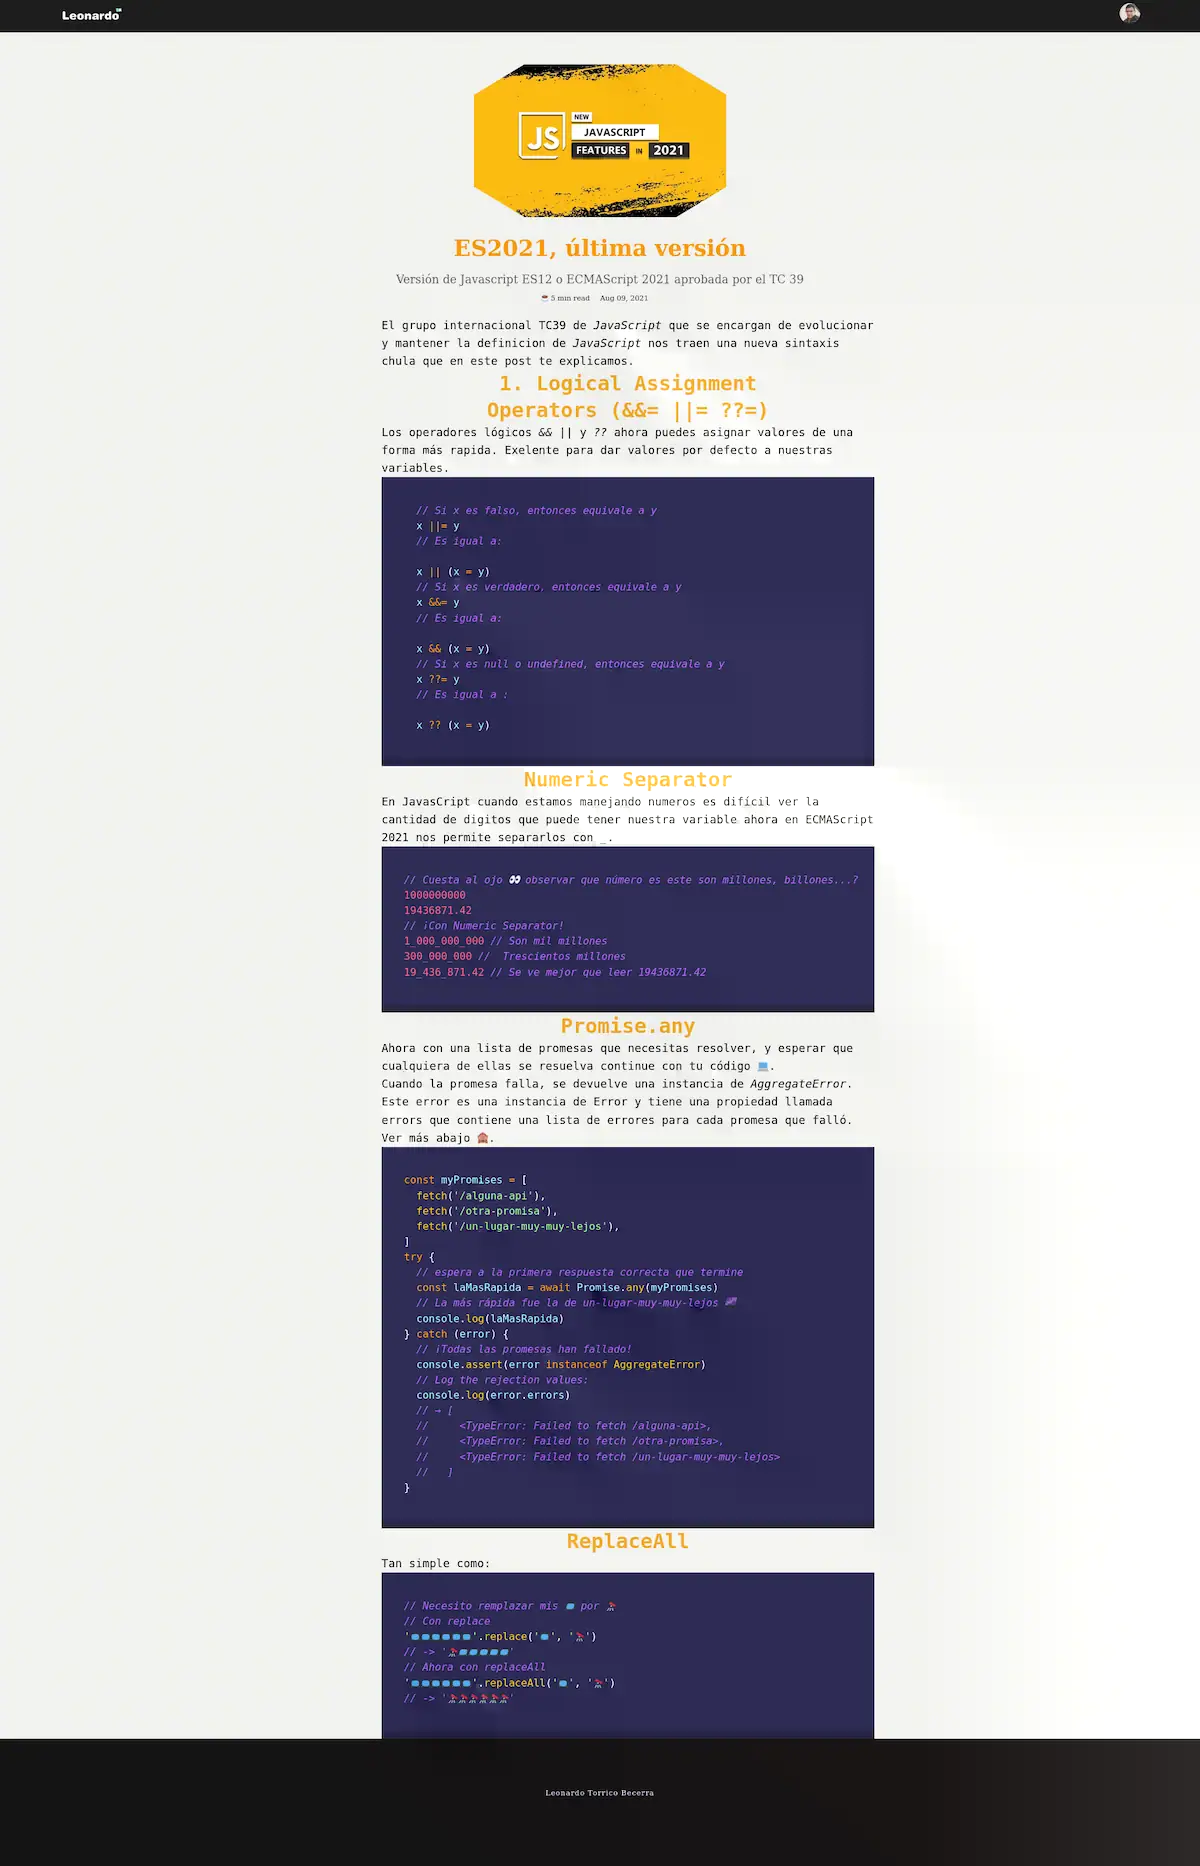 Leonardo
JS
NEW
JAVASCRIPT
FEATURES IN 2021
ES2021, última versión
Versión de Javascript ES12 o ECMAScript 2021 aprobada por el TC 39
☕ 5 min read Aug 09, 2021
El grupo internacional TC39 de JavaScript que se encargan de evolucionar
y mantener la definicion de JavaScript nos traen una nueva sintaxis
chula que en este post te explicamos.
1. Logical Assignment
Operators (&&= ||= ??=)
Los operadores lógicos && || y ?? ahora puedes asignar valores de una
forma más rapida. Exelente para dar valores por defecto a nuestras
variables.
// Si x es falso, entonces equivale a y
x ||= y
// Es igual a:
x || (x = y)
// Si x es verdadero, entonces equivale a y
x &&= y
// Es igual a:
x && (x = y)
// Si x es null o undefined, entonces equivale a y
x ??= y
// Es igual a :
x ?? (x = y)
Numeric Separator
En JavasCript cuando estamos manejando numeros es difícil ver la
cantidad de digitos que puede tener nuestra variable ahora en ECMAScript
2021 nos permite separarlos con _.
// Cuesta al ojo 👀 observar que número es este son millones, billones...?
1000000000
19436871.42
// ¡Con Numeric Separator!
1_000_000_000 // Son mil millones
300_000_000 //  Trescientos millones
19_436_871.42 // Se ve mejor que leer 19436871.42
Promise.any
Ahora con una lista de promesas que necesitas resolver, y esperar que
cualquiera de ellas se resuelva continue con tu código 💻.
Cuando la promesa falla, se devuelve una instancia de AggregateError.
Este error es una instancia de Error y tiene una propiedad llamada
errors que contiene una lista de errores para cada promesa que falló.
Ver más abajo 🛖.
const myPromises = [
  fetch('/alguna-api'),
  fetch('/otra-promisa'),
  fetch('/un-lugar-muy-muy-lejos'),
]
try {
  // espera a la primera respuesta correcta que termine
  const laMasRapida = await Promise.any(myPromises)
  // La más rápida fue la de un-lugar-muy-muy-lejos 🌌
  console.log(laMasRapida)
} catch (error) {
  // ¡Todas las promesas han fallado!
  console.assert(error instanceof AggregateError)
  // Log the rejection values:
  console.log(error.errors)
  // → [
  //     <TypeError: Failed to fetch /alguna-api>,
  //     <TypeError: Failed to fetch /otra-promisa>,
  //     <TypeError: Failed to fetch /un-lugar-muy-muy-lejos>
  //   ]
}
ReplaceAll
Tan simple como:
// Necesito remplazar mis por
// Con replace
''.replace('', '')
// -> ''
// Ahora con replaceAll
''.replaceAll('', '')
// -> ''
Leonardo Torrico Becerra